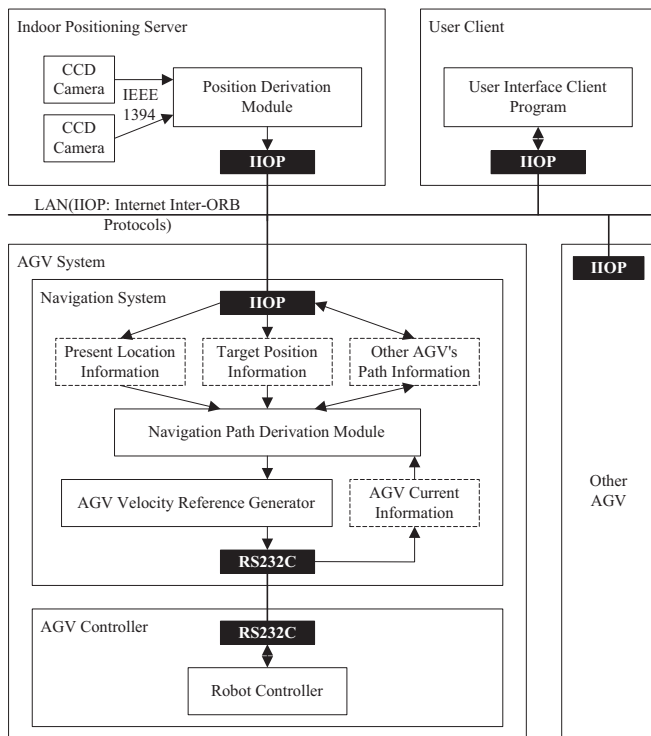 Indoor Positioning Server
CCD
Camera
IEEE
1394
CCD
Camera
Position Derivation
Module
IIOP
User Client
User Interface Client
Program
IIOP
LAN(IIOP: Internet Inter-ORB
Protocols)
AGV System
Navigation System
IIOP
Present Location
Information
Target Position
Information
Other AGV's
Path Information
Navigation Path Derivation Module
AGV Velocity Reference Generator
AGV Current
Information
RS232C
AGV Controller
RS232C
Robot Controller
IIOP
Other
AGV